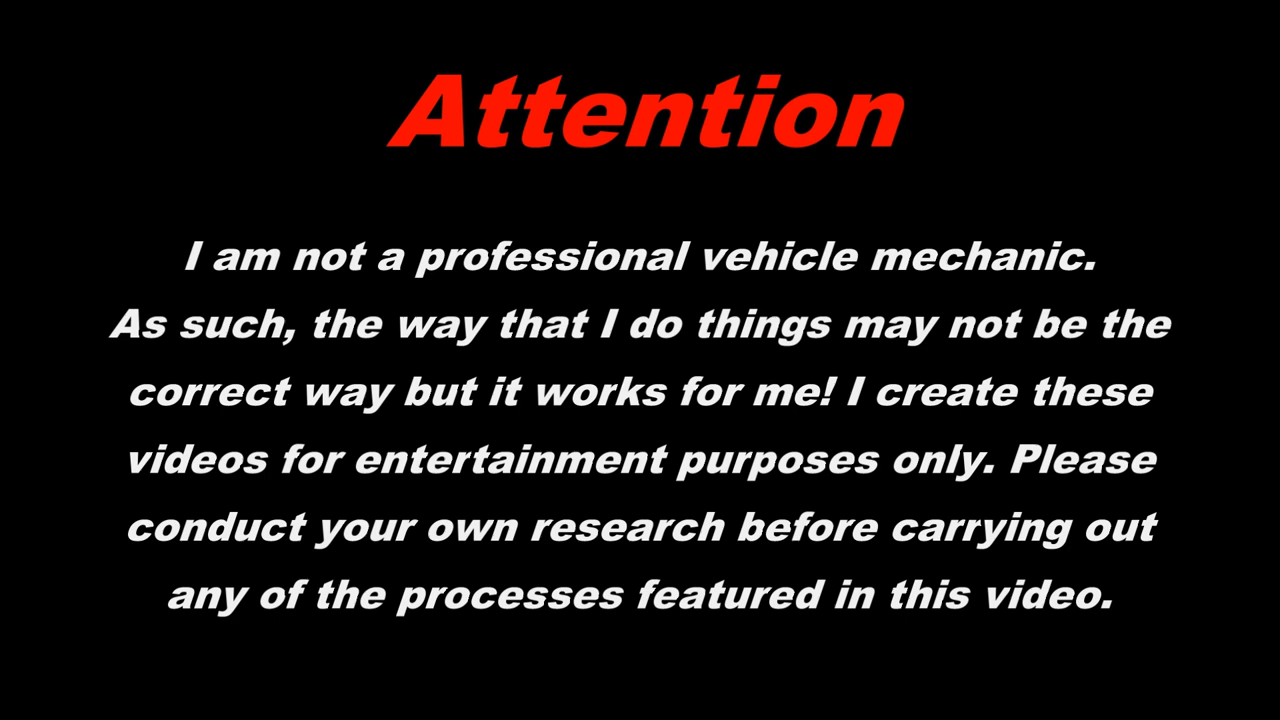 Attention
I am not a professional vehicle mechanic.
As such, the way that I do things may not be the
correct way but it works for me! I create these
videos for entertainment purposes only. Please
conduct your own research before carrying out
any of the processes featured in this video.